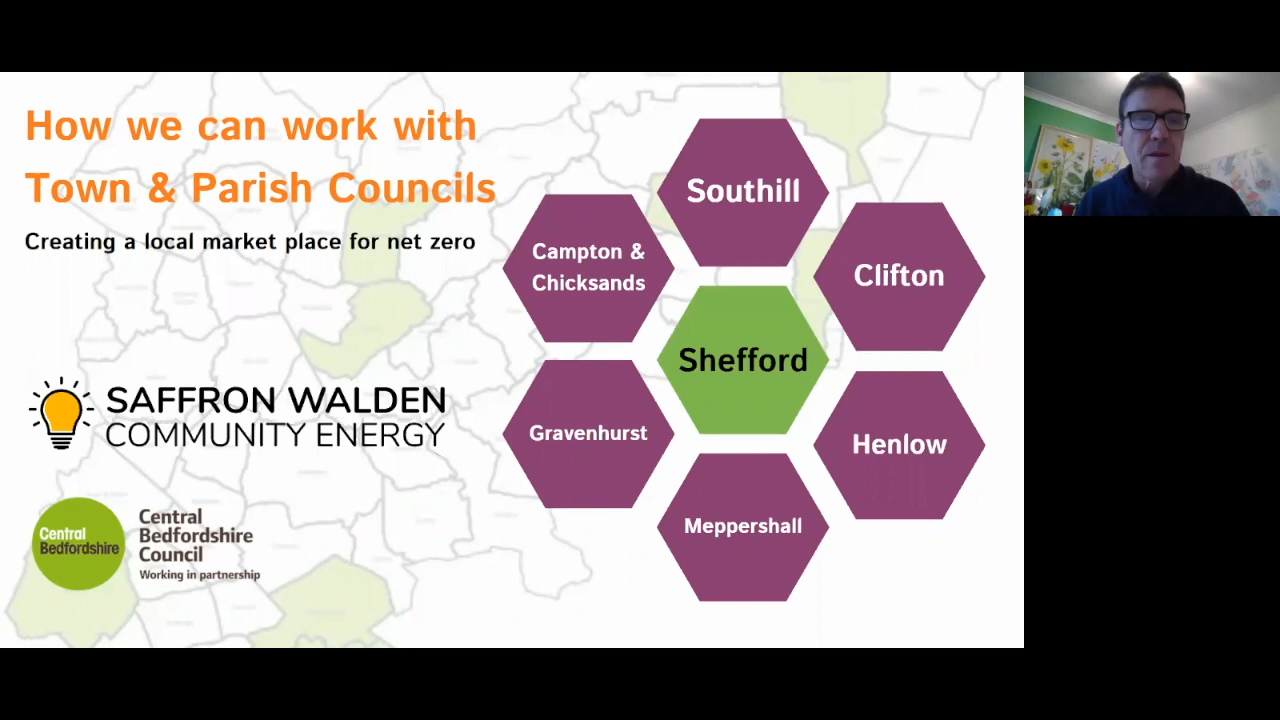 How we can work with
Town & Parish Councils
Creating a local market place for net zero
SAFFRON WALDEN
COMMUNITY ENERGY
Central
Bedfordshire
Central
Bedfordshire
Council
Working in partnership
Southill
Campton &
Chicksands
Clifton
Shefford
Gravenhurst
Henlow
Meppershall